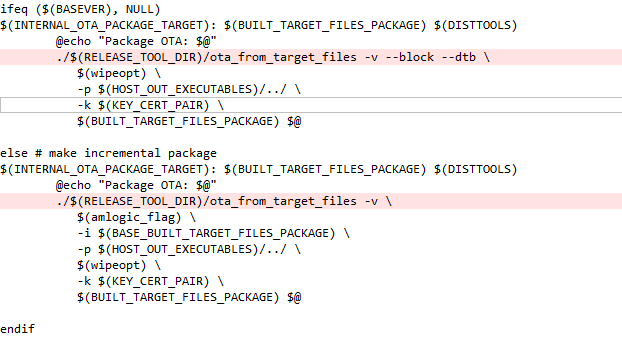 ifeq ($(BASEVER), NULL)
$(INTERNAL_OTA_PACKAGE_TARGET): $(BUILT_TARGET_FILES_PACKAGE) $(DISTTOOLS)
        @echo "Package OTA: $@"
        ./$(RELEASE_TOOL_DIR)/ota_from_target_files -v --block --dtb \
           $(wipeopt) \
           -p $(HOST_OUT_EXECUTABLES)/../ \
           -k $(KEY_CERT_PAIR) \
           $(BUILT_TARGET_FILES_PACKAGE) $@

else # make incremental package
$(INTERNAL_OTA_PACKAGE_TARGET): $(BUILT_TARGET_FILES_PACKAGE) $(DISTTOOLS)
        @echo "Package OTA: $@"
        ./$(RELEASE_TOOL_DIR)/ota_from_target_files -v \
           $(amlogic_flag) \
           -i $(BASE_BUILT_TARGET_FILES_PACKAGE) \
           -p $(HOST_OUT_EXECUTABLES)/../ \
           $(wipeopt) \
           -k $(KEY_CERT_PAIR) \
           $(BUILT_TARGET_FILES_PACKAGE) $@

endif